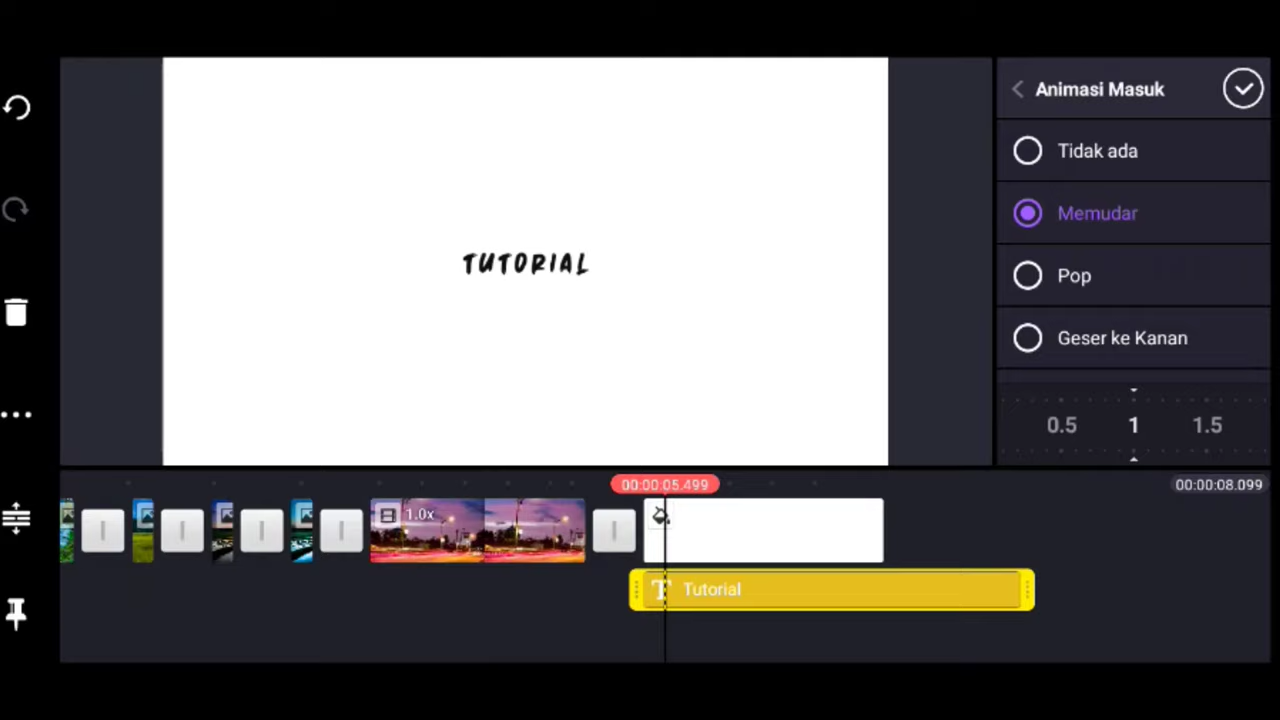 Animasi Masuk
Tidak ada
Memudar
TUTORIAL
Pop
Geser ke Kanan
0.5 1 1.5
00:00:05.499
00:00:08.099
1.0x
T Tutorial